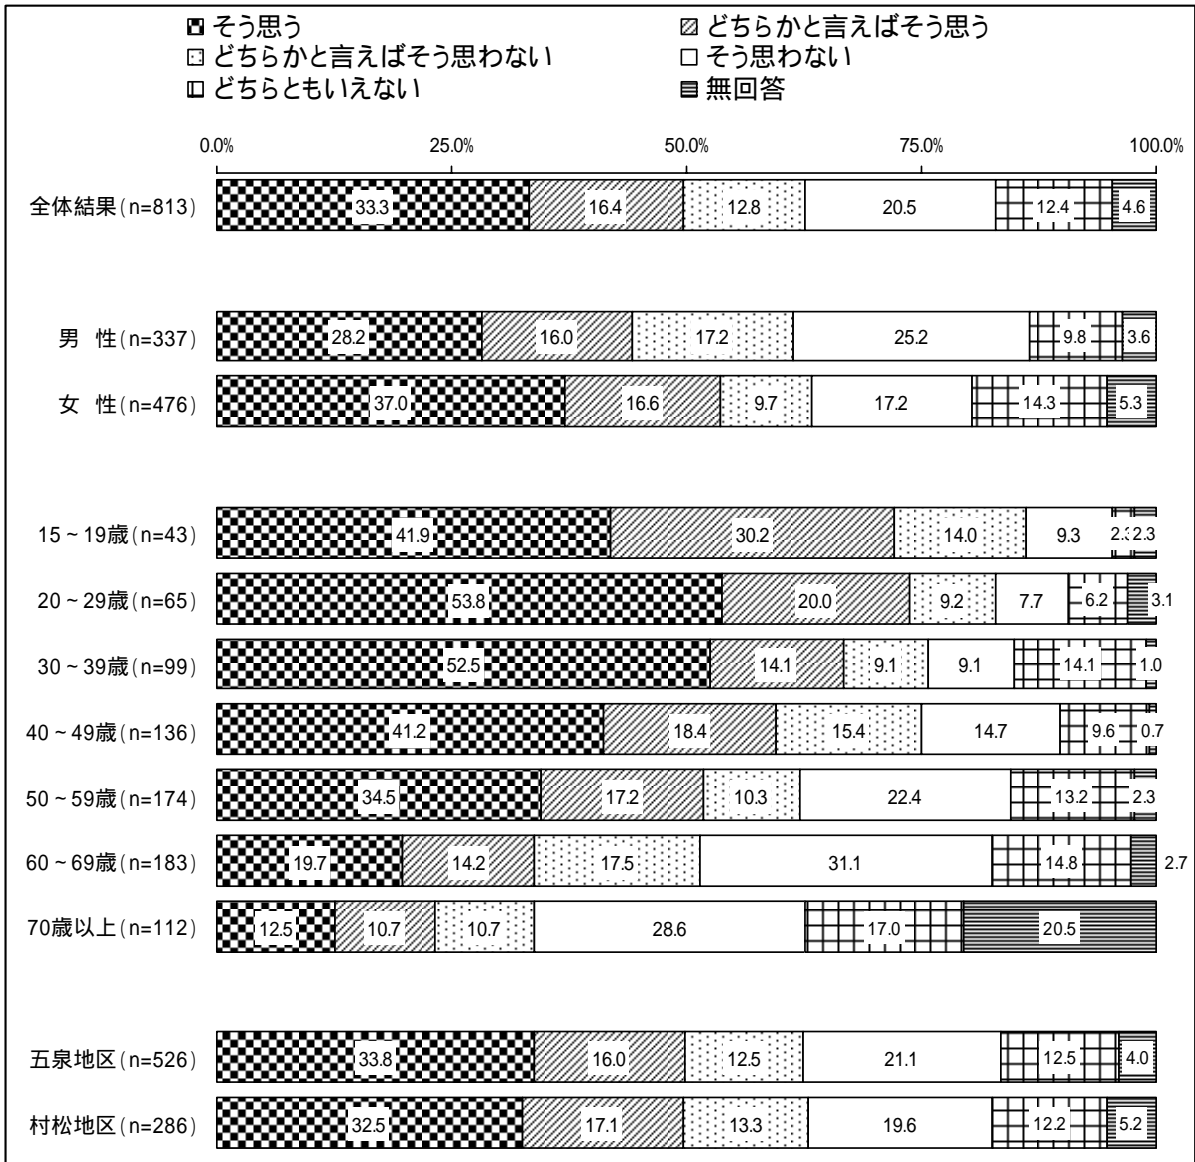 そう思う どちらかと言えばそう思う
どちらかと言えばそう思わない そう思わない
どちらともいえない 無回答
0.0% 25.0% 50.0% 75.0% 100.0%
全体結果(n=813) 33.3 16.4 12.8 20.5 12.4 4.6
男 性(n=337) 28.2 16.0 17.2 25.2 9.8 3.6
女 性(n=476) 37.0 16.6 9.7 17.2 14.3 5.3
15~19歳(n=43) 41.9 30.2 14.0 9.3 2.3 2.3
20~29歳(n=65) 53.8 20.0 9.2 7.7 6.2 3.1
30~39歳(n=99) 52.5 14.1 9.1 9.1 14.1 1.0
40~49歳(n=136) 41.2 18.4 15.4 14.7 9.6 0.7
50~59歳(n=174) 34.5 17.2 10.3 22.4 13.2 2.3
60~69歳(n=183) 19.7 14.2 17.5 31.1 14.8 2.7
70歳以上(n=112) 12.5 10.7 10.7 28.6 17.0 20.5
五泉地区(n=526) 33.8 16.0 12.5 21.1 12.5 4.0
村松地区(n=286) 32.5 17.1 13.3 19.6 12.2 5.2